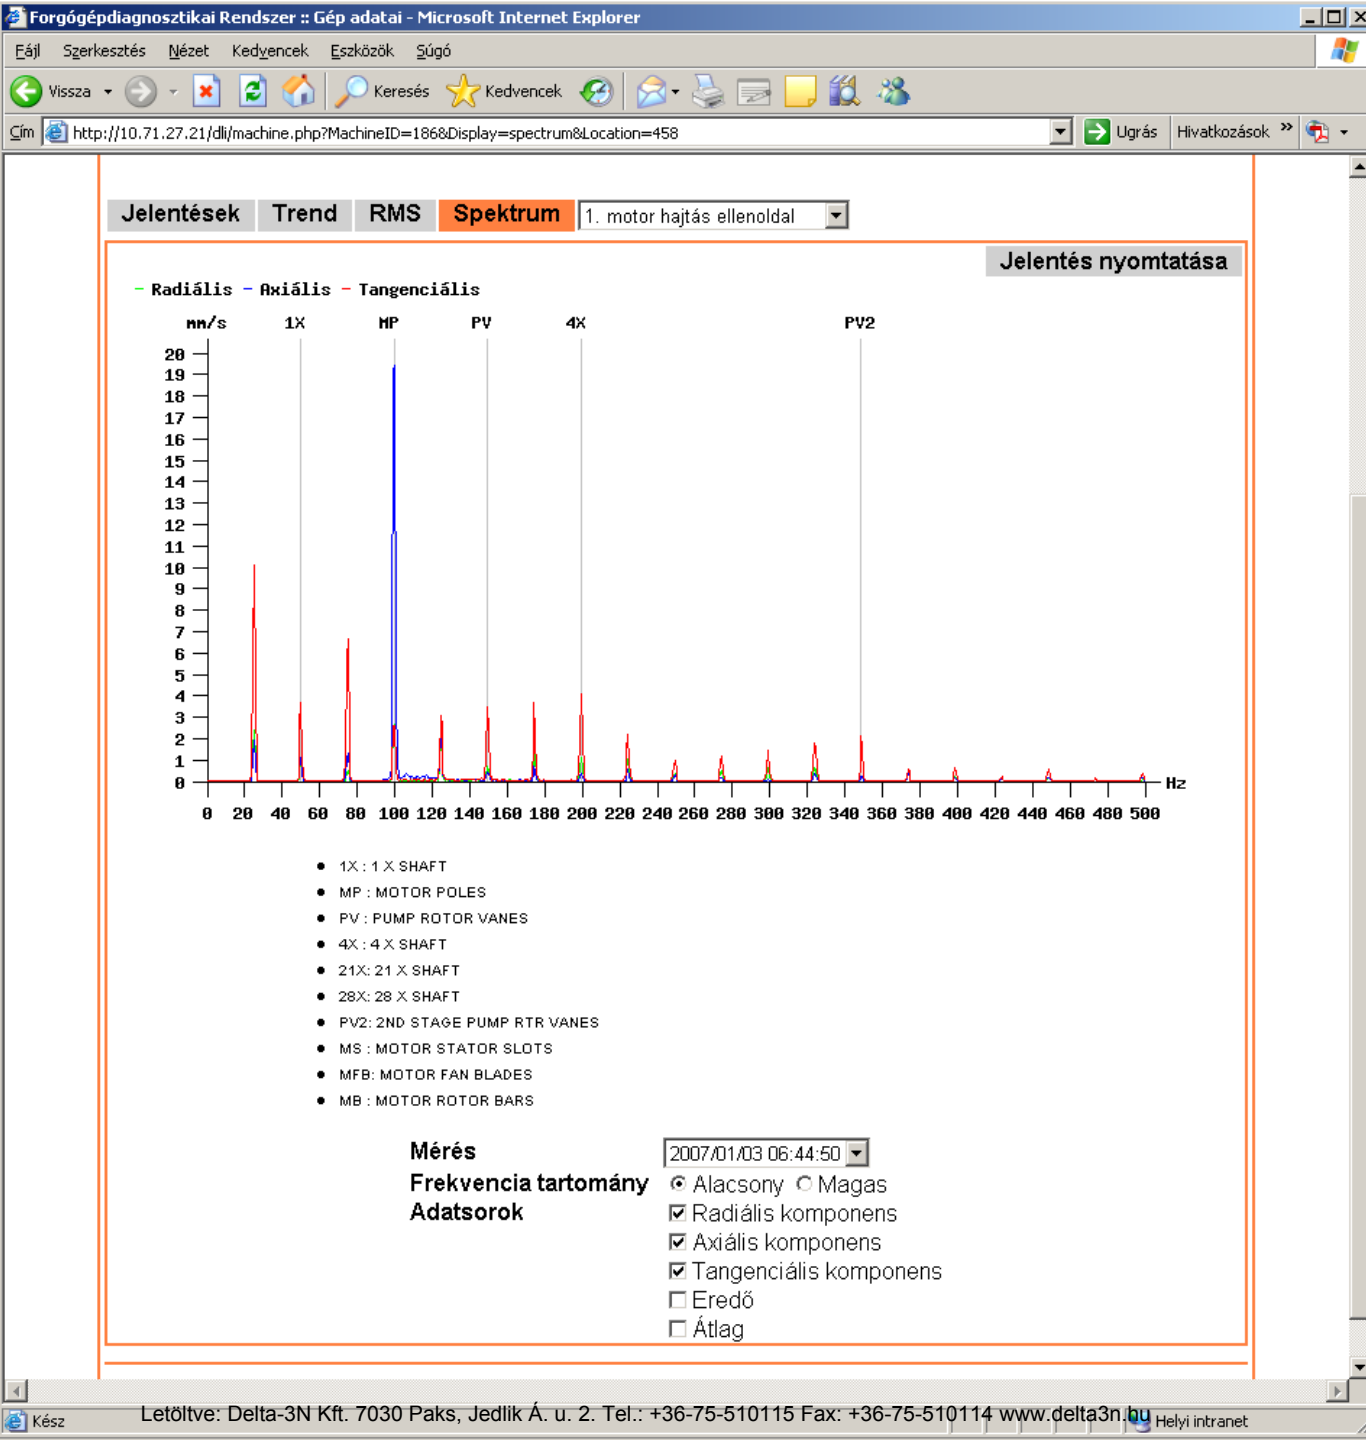 Forgógépdiagnosztikai Rendszer :: Gép adatai - Microsoft Internet Explorer
Fájl Szerkesztés Nézet Kedvencek Eszközök Súgó
Vissza Keresés Kedvencek
Cím http://10.71.27.21/dli/machine.php?MachineID=186&Display=spectrum&Location=458 Ugrás Hivatkozások »
Jelentések Trend RMS Spektrum 1. motor hajtás ellenoldal
Jelentés nyomtatása
– Radiális – Axiális – Tangenciális
mm/s 1X MP PV 4X PV2
20
19
18
17
16
15
14
13
12
11
10
9
8
7
6
5
4
3
2
1
0
Hz
0 20 40 60 80 100 120 140 160 180 200 220 240 260 280 300 320 340 360 380 400 420 440 460 480 500
• 1X : 1 X SHAFT
• MP : MOTOR POLES
• PV : PUMP ROTOR VANES
• 4X : 4 X SHAFT
• 21X: 21 X SHAFT
• 28X: 28 X SHAFT
• PV2: 2ND STAGE PUMP RTR VANES
• MS : MOTOR STATOR SLOTS
• MFB: MOTOR FAN BLADES
• MB : MOTOR ROTOR BARS
Mérés 2007/01/03 06:44:50
Frekvencia tartomány Alacsony Magas
Adatsorok Radiális komponens
Axiális komponens
Tangenciális komponens
Eredő
Átlag
Letöltve: Delta-3N Kft. 7030 Paks, Jedlik Á. u. 2. Tel.: +36-75-510115 Fax: +36-75-510114 www.delta3n.hu
Kész Helyi intranet